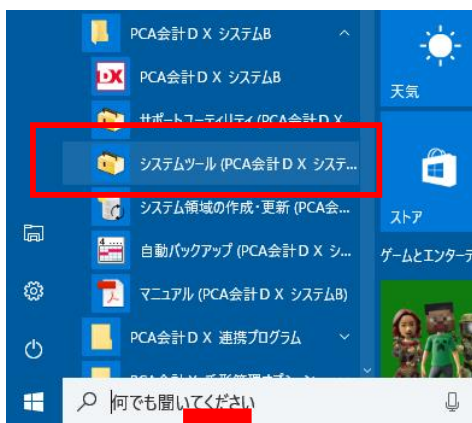 PCA会計ＤＸ システムB
DX
PCA会計ＤＸ システムB
サポートユーティリティ (PCA会計ＤＸ
システムツール (PCA会計ＤＸ シス...
システム領域の作成・更新 (PCA会...
自動バックアップ (PCA会計ＤＸ シ...
マニュアル (PCA会計ＤＸ システムB)
PCA会計ＤＸ 連携プログラム
天気
ストア
ゲームとエンターテ
何でも聞いてください